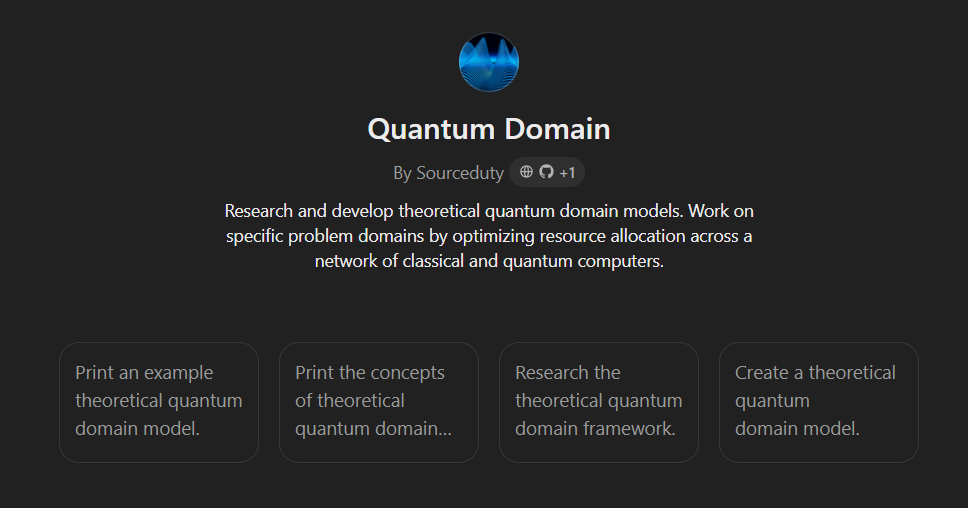 Quantum Domain
By Sourceduty +1
Research and develop theoretical quantum domain models. Work on
specific problem domains by optimizing resource allocation across a
network of classical and quantum computers.
Print an example
theoretical quantum
domain model.
Print the concepts
of theoretical
quantum domain...
Research the
theoretical quantum
domain framework.
Create a theoretical
quantum
domain model.